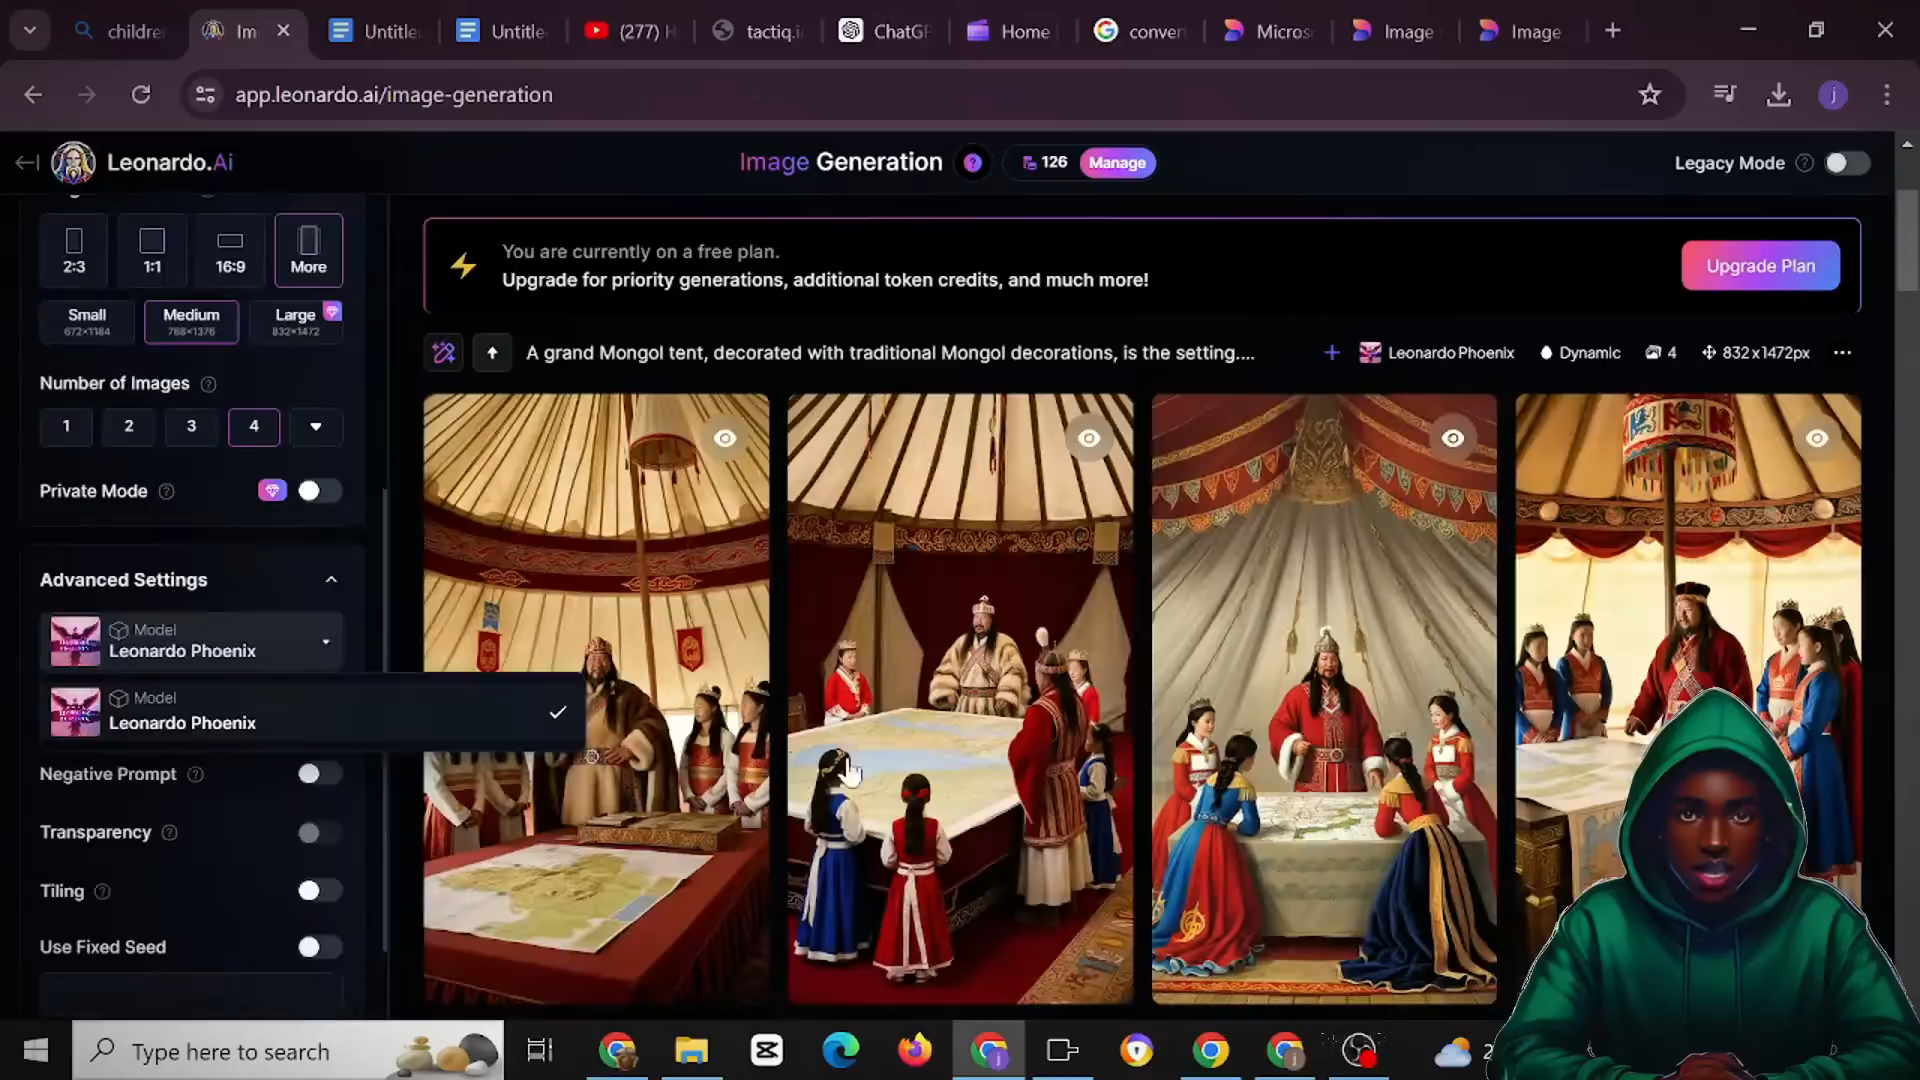 childre
Im
Untitle
Untitle
(277) H
tactiq.i
ChatGP
Home
conver
Micros
Image
Image
app.leonardo.ai/image-generation
j
Leonardo.Ai
Image Generation
?
126
Manage
Legacy Mode
2:3
1:1
16:9
More
Small
672×1184
Medium
768×1376
Large
832×1472
Number of Images
1
2
3
4
Private Mode
Advanced Settings
Model
Leonardo Phoenix
Model
Leonardo Phoenix
Negative Prompt
Transparency
Tiling
Use Fixed Seed
You are currently on a free plan.
Upgrade for priority generations, additional token credits, and much more!
Upgrade Plan
A grand Mongol tent, decorated with traditional Mongol decorations, is the setting....
Leonardo Phoenix
Dynamic
4
832 x 1472px
Type here to search
2